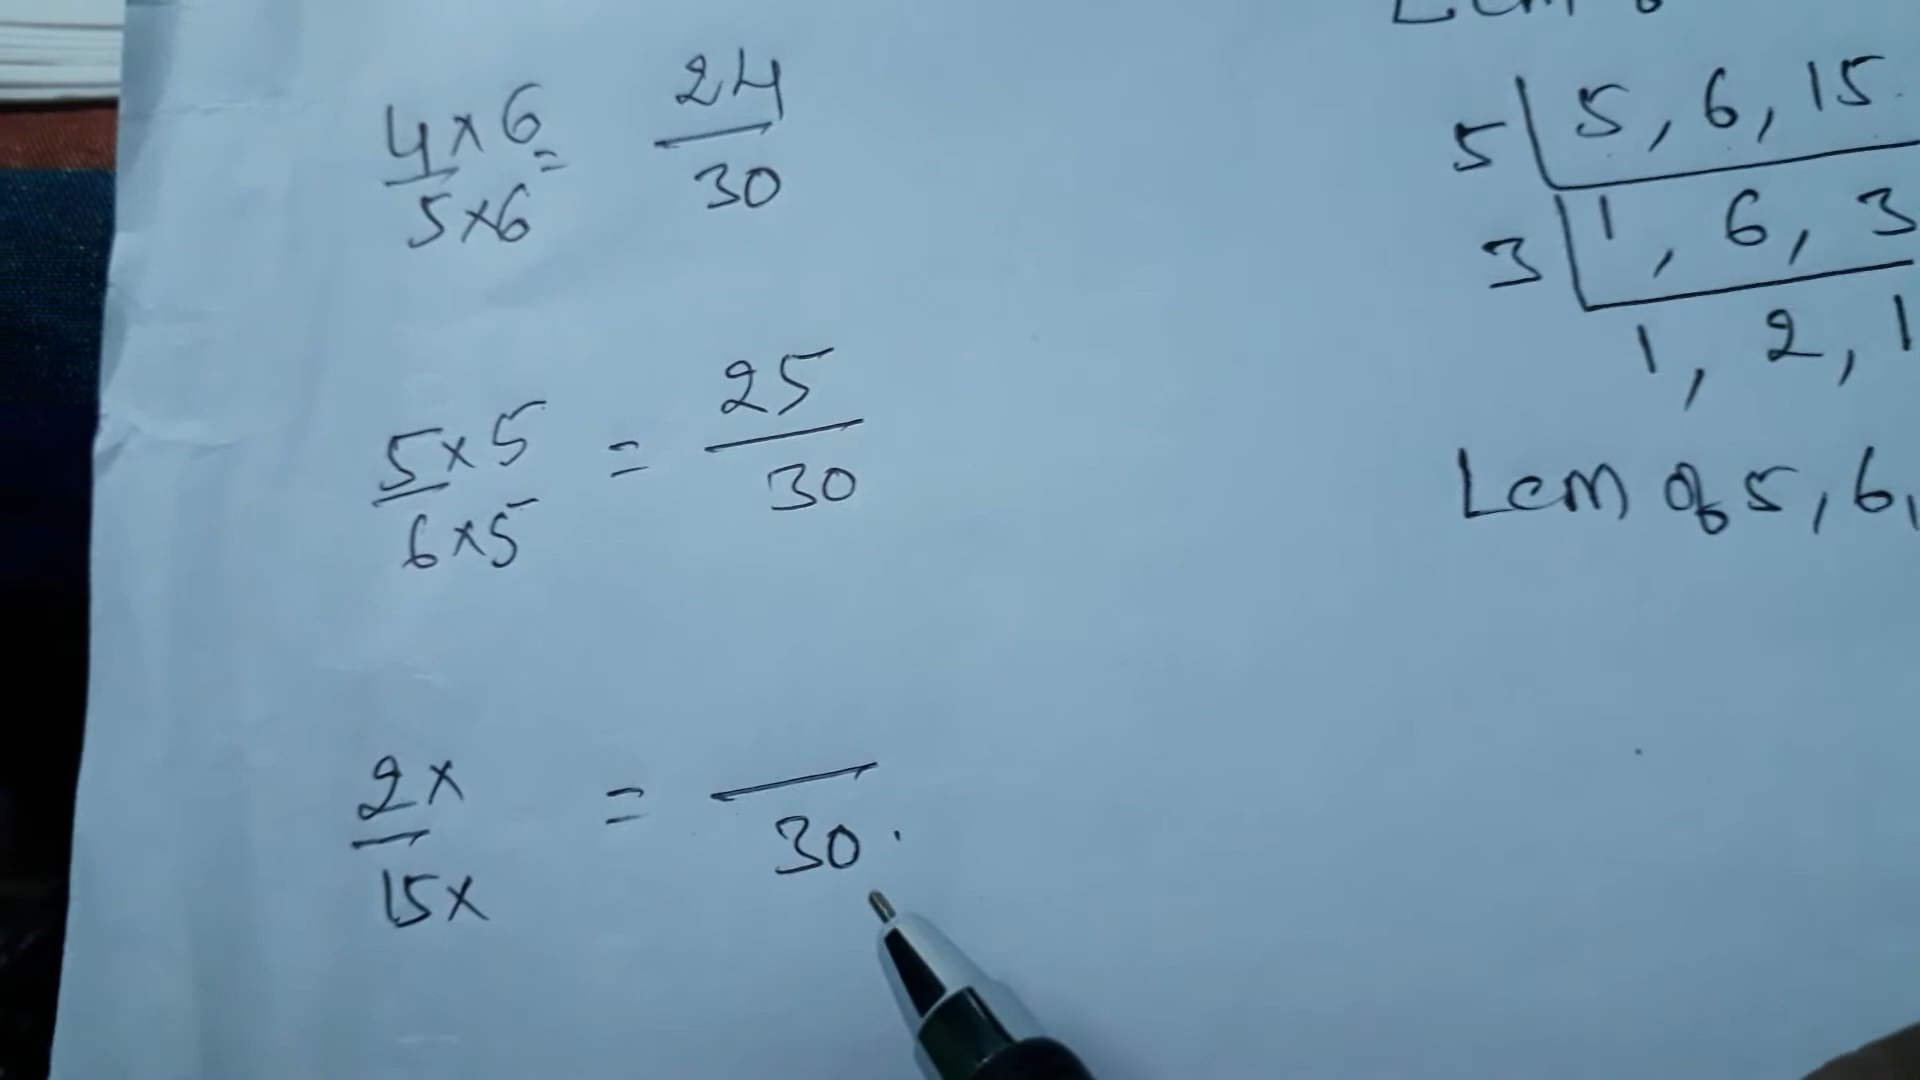 4×6 = 24
5×6 30
5×5 = 25
6×5 30
2× =
15× 30.
5 5, 6, 15
3 1, 6, 3
1, 2, 1
Lcm of 5, 6,